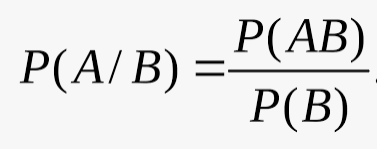 P(A/B) = P(AB) / P(B).